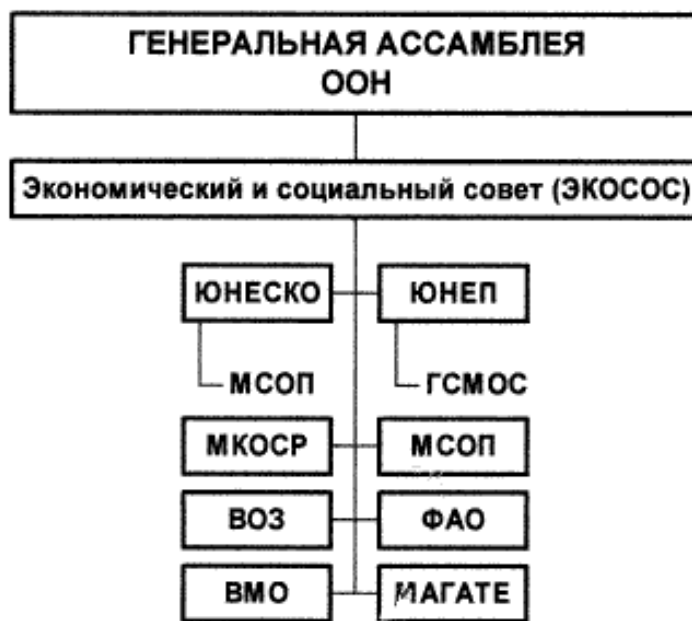 ГЕНЕРАЛЬНАЯ АССАМБЛЕЯ
ООН
Экономический и социальный совет (ЭКОСОС)
ЮНЕСКО ЮНЕП
МСОП ГСМОС
МКОСР МСОП
ВОЗ ФАО
ВМО МАГАТЕ